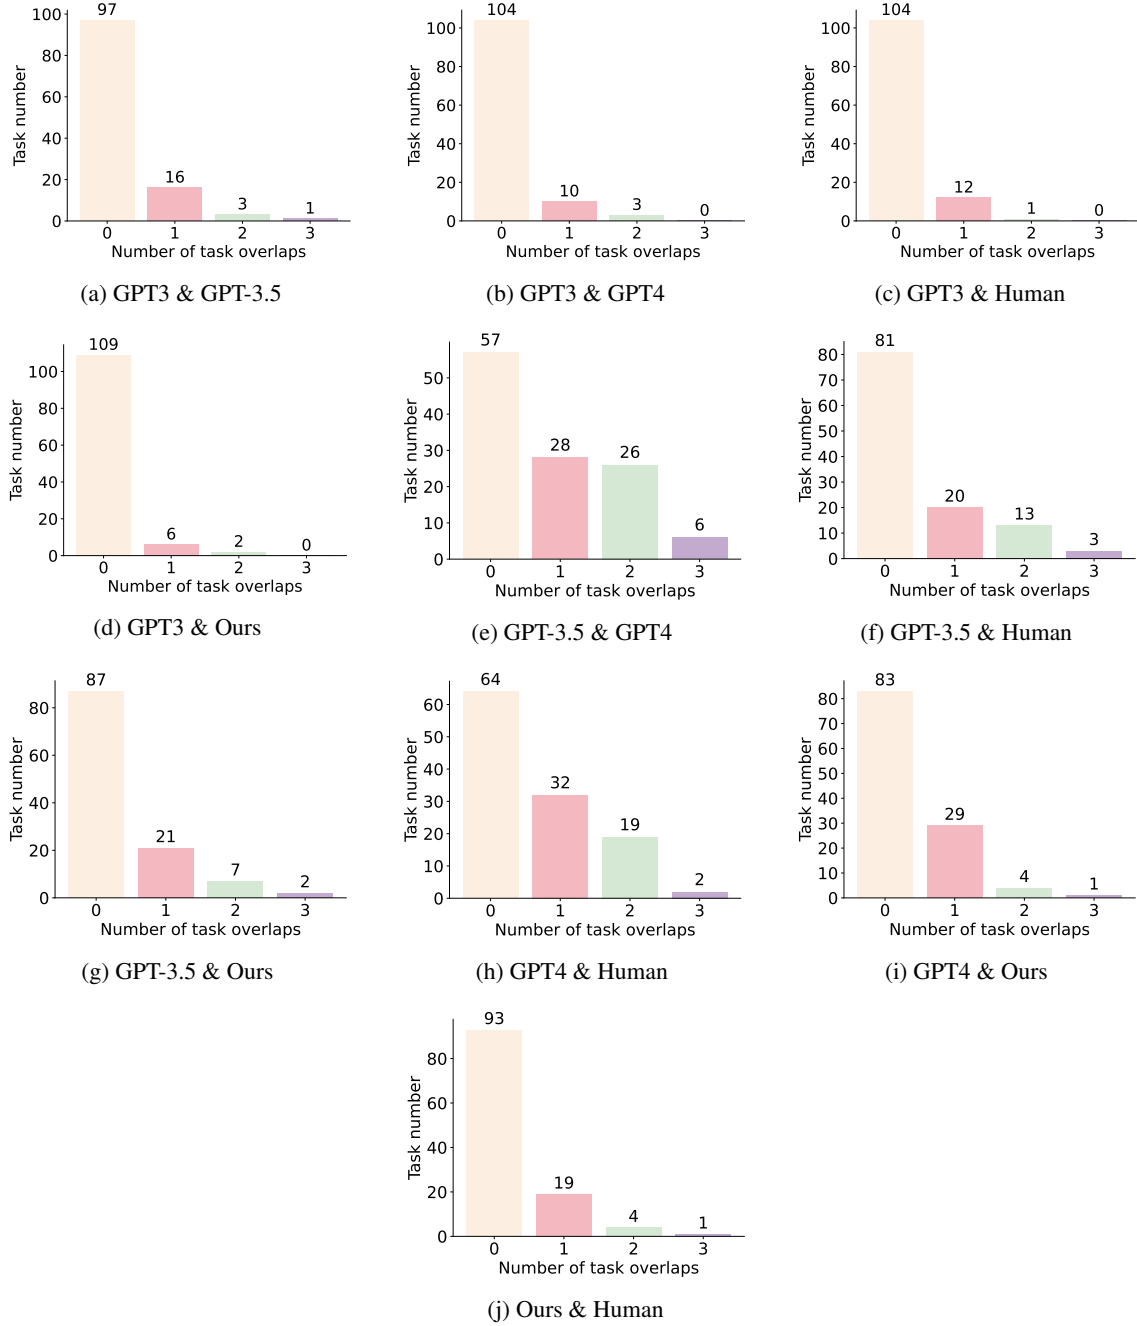 97
100
80
60
40
20
0
Task number
16
3
1
0 1 2 3
Number of task overlaps
(a) GPT3 & GPT-3.5
104
100
80
60
40
20
0
Task number
10
3
0
0 1 2 3
Number of task overlaps
(b) GPT3 & GPT4
104
100
80
60
40
20
0
Task number
12
1
0
0 1 2 3
Number of task overlaps
(c) GPT3 & Human
109
100
80
60
40
20
0
Task number
6
2
0
0 1 2 3
Number of task overlaps
(d) GPT3 & Ours
57
50
40
30
20
10
0
Task number
28
26
6
0 1 2 3
Number of task overlaps
(e) GPT-3.5 & GPT4
81
80
70
60
50
40
30
20
10
0
Task number
20
13
3
0 1 2 3
Number of task overlaps
(f) GPT-3.5 & Human
87
80
60
40
20
0
Task number
21
7
2
0 1 2 3
Number of task overlaps
(g) GPT-3.5 & Ours
64
60
50
40
30
20
10
0
Task number
32
19
2
0 1 2 3
Number of task overlaps
(h) GPT4 & Human
83
80
70
60
50
40
30
20
10
0
Task number
29
4
1
0 1 2 3
Number of task overlaps
(i) GPT4 & Ours
93
80
60
40
20
0
Task number
19
4
1
0 1 2 3
Number of task overlaps
(j) Ours & Human